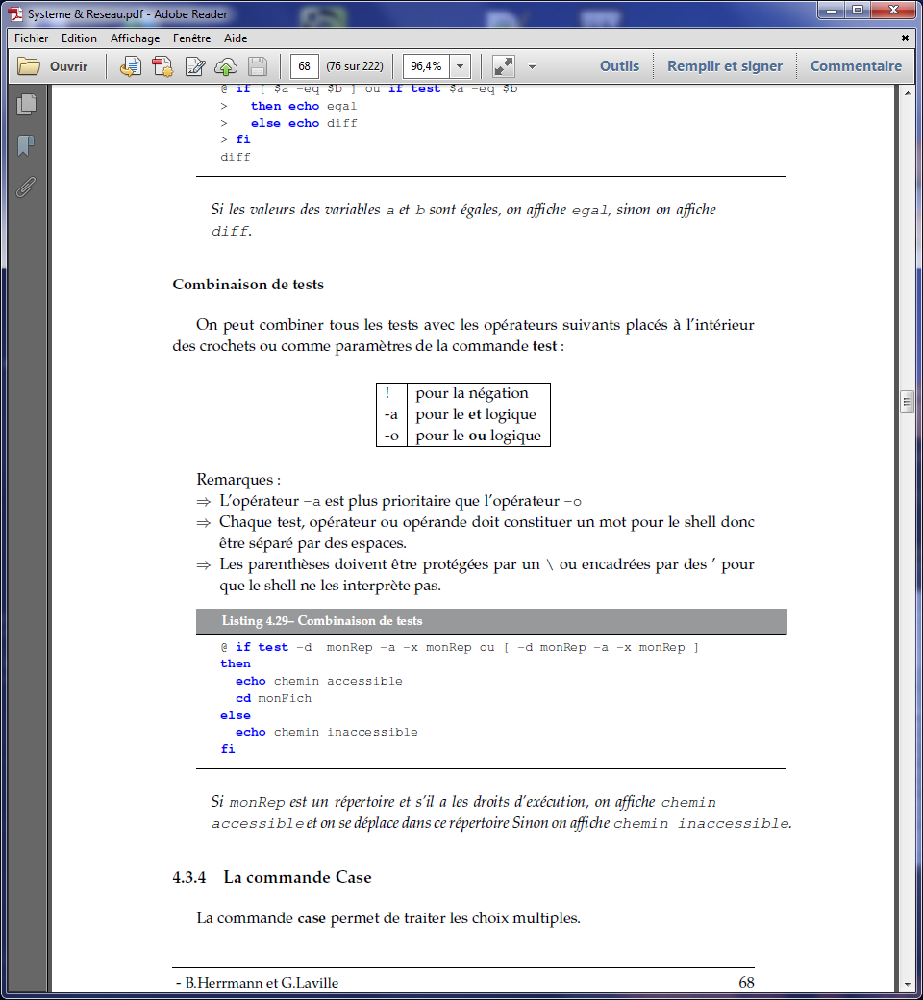 Systeme & Reseau.pdf - Adobe Reader
Fichier Edition Affichage Fenêtre Aide
Ouvrir 68 (76 sur 222) 96,4% Outils Remplir et signer Commentaire
@ if [ $a -eq $b ] ou if test $a -eq $b
> then echo egal
> else echo diff
> fi
diff
Si les valeurs des variables a et b sont égales, on affiche egal, sinon on affiche
diff.
Combinaison de tests
On peut combiner tous les tests avec les opérateurs suivants placés à l'intérieur
des crochets ou comme paramètres de la commande test :
! pour la négation
-a pour le et logique
-o pour le ou logique
Remarques :
⇒ L'opérateur -a est plus prioritaire que l'opérateur -o
⇒ Chaque test, opérateur ou opérande doit constituer un mot pour le shell donc
être séparé par des espaces.
⇒ Les parenthèses doivent être protégées par un \ ou encadrées par des ' pour
que le shell ne les interprète pas.
Listing 4.29– Combinaison de tests
@ if test -d  monRep -a -x monRep ou [ -d monRep -a -x monRep ]
then
echo chemin accessible
cd monFich
else
echo chemin inaccessible
fi
Si monRep est un répertoire et s'il a les droits d'exécution, on affiche chemin
accessible et on se déplace dans ce répertoire Sinon on affiche chemin inaccessible.
4.3.4 La commande Case
La commande case permet de traiter les choix multiples.
- B.Herrmann et G.Laville 68